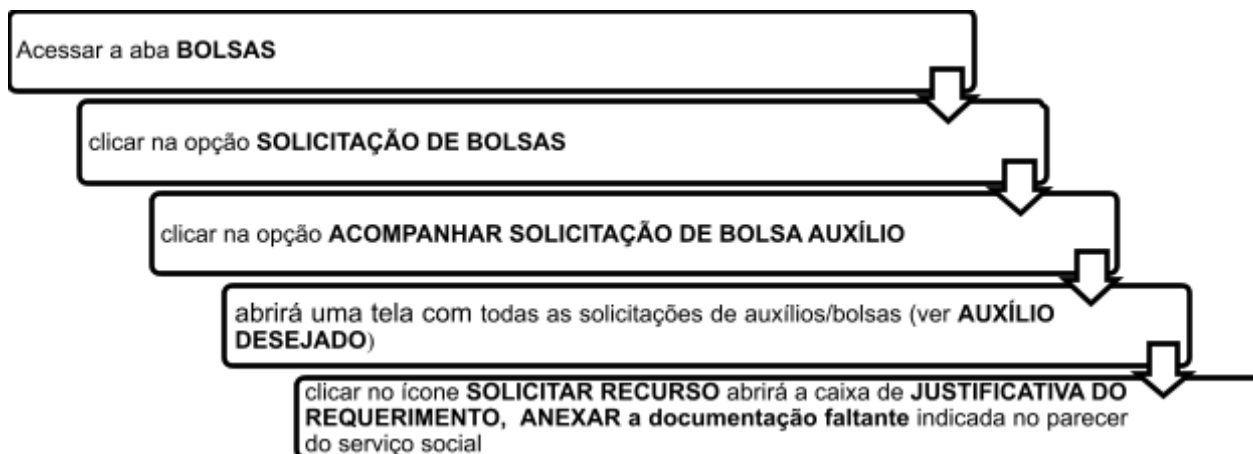 Acessar a aba BOLSAS
clicar na opção SOLICITAÇÃO DE BOLSAS
clicar na opção ACOMPANHAR SOLICITAÇÃO DE BOLSA AUXÍLIO
abrirá uma tela com todas as solicitações de auxílios/bolsas (ver AUXÍLIO
DESEJADO)
clicar no ícone SOLICITAR RECURSO abrirá a caixa de JUSTIFICATIVA DO
REQUERIMENTO, ANEXAR a documentação faltante indicada no parecer
do serviço social